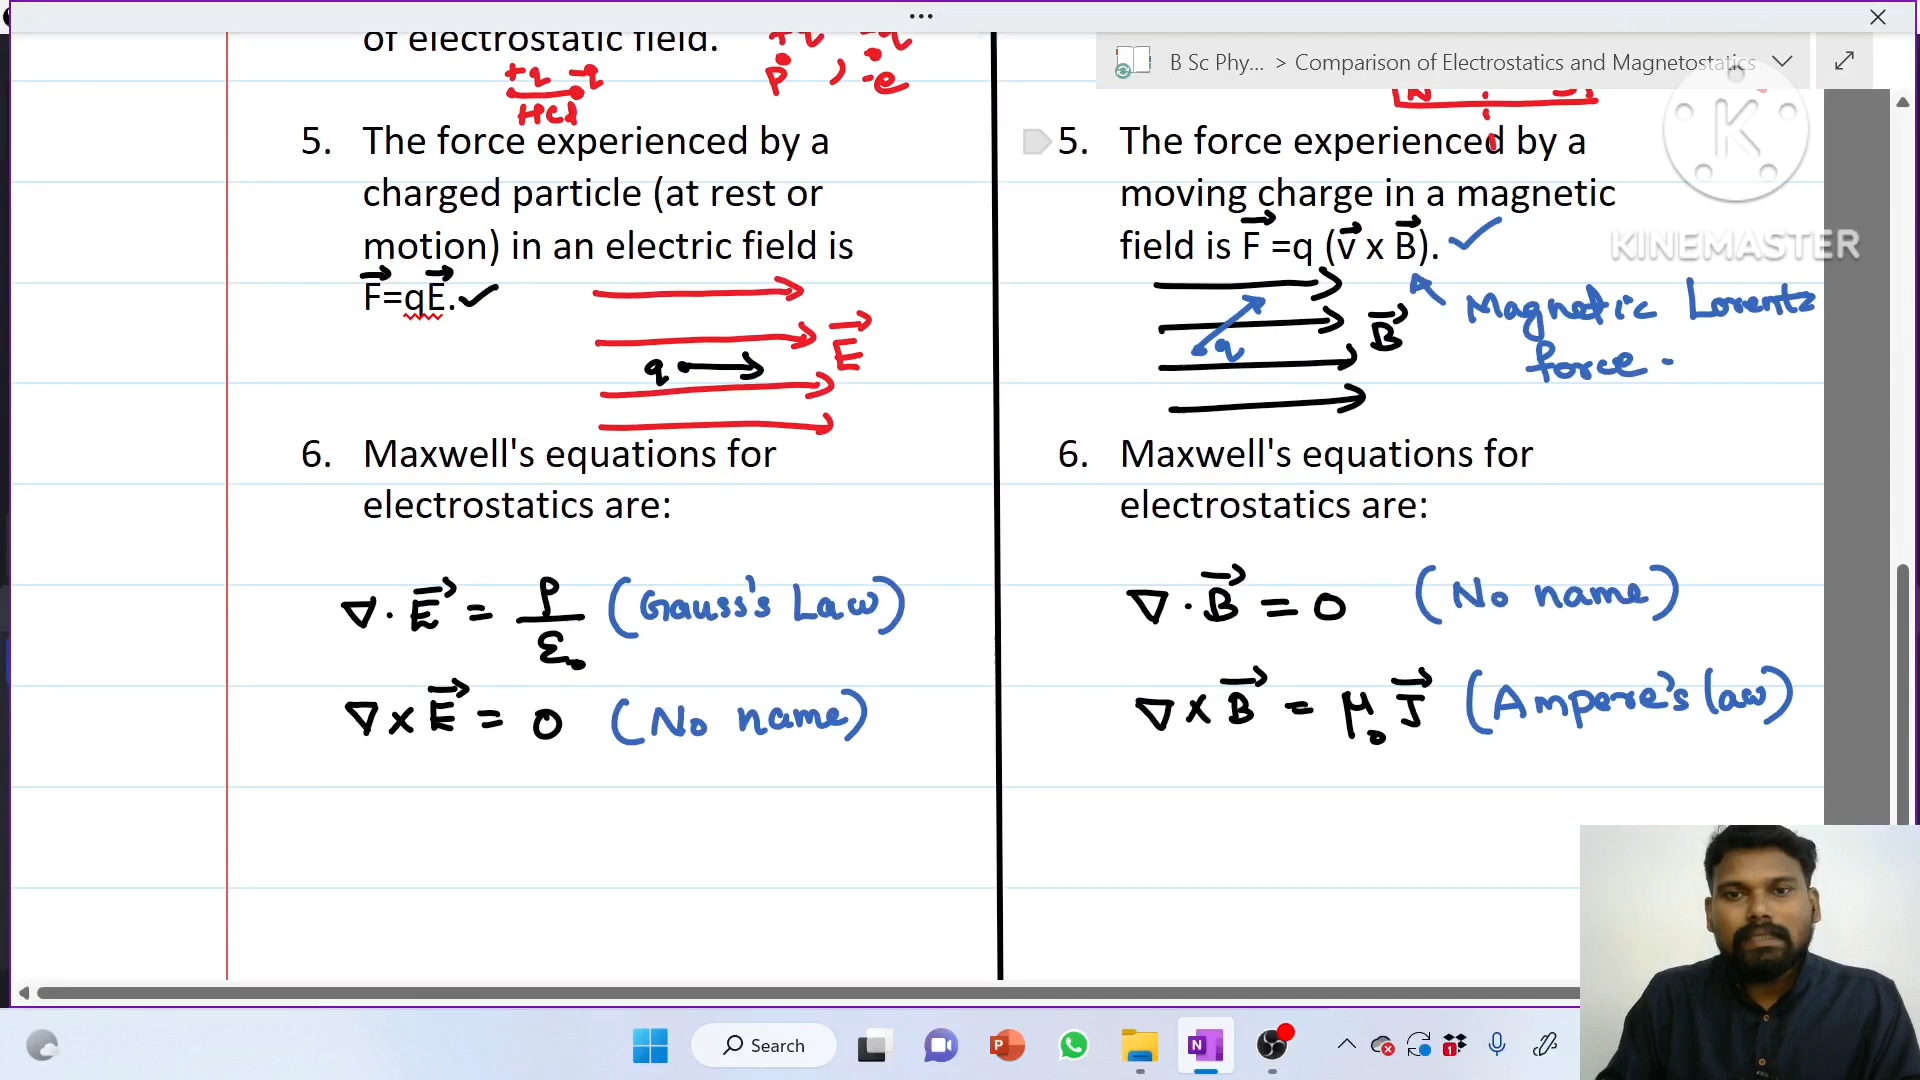 ...
B Sc Phy... > Comparison of Electrostatics and Magnetostatics
of electrostatic field.
+q -q
+q -q
P , -e
HCl
N S
5. The force experienced by a
charged particle (at rest or
motion) in an electric field is
F=qE.
E
q
5. The force experienced by a
moving charge in a magnetic
field is F =q (v x B).
Magnetic Lorentz
force
B
q
K
KINEMASTER
6. Maxwell's equations for
electrostatics are:
∇ · E = ρ/ε₀ (Gauss's Law)
∇ x E = 0 (No name)
6. Maxwell's equations for
electrostatics are:
∇ · B = 0 (No name)
∇ x B = μ₀ J (Ampere's law)
Search